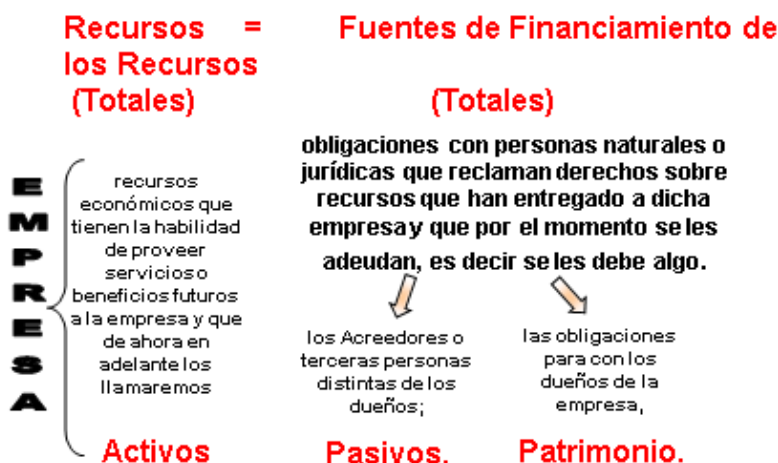 Recursos = Fuentes de Financiamiento de
los Recursos
(Totales) (Totales)
EMPRESA
recursos
económicos que
tienen la habilidad
de proveer
servicios o
beneficios futuros
a la empresa y que
de ahora en
adelante los
llamaremos
Activos
obligaciones con personas naturales o
jurídicas que reclaman derechos sobre
recursos que han entregado a dicha
empresa y que por el momento se les
adeudan, es decir se les debe algo.
los Acreedores o
terceras personas
distintas de los
dueños;
Pasivos.
las obligaciones
para con los
dueños de la
empresa,
Patrimonio.